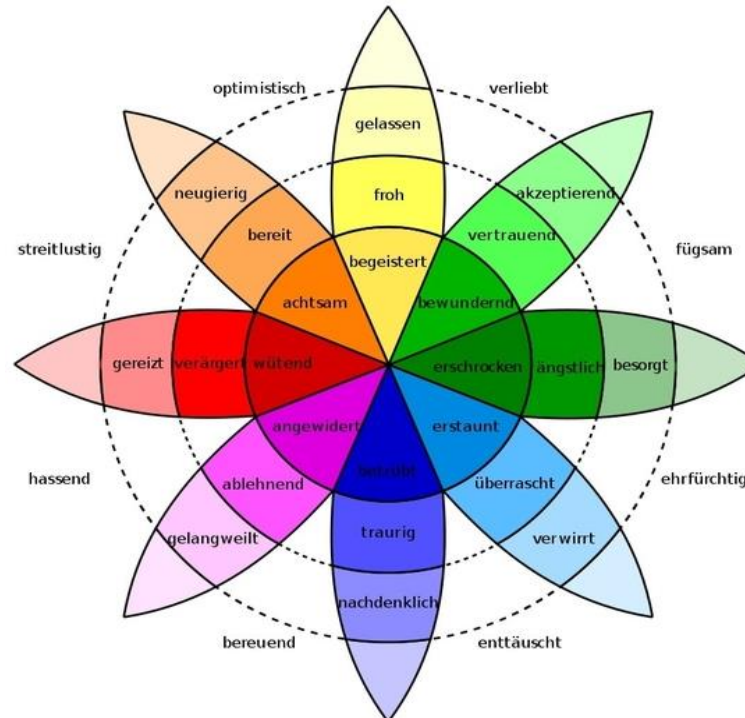 optimistisch
verliebt
gelassen
neugierig
froh
akzeptierend
bereit
vertrauend
streitlustig
fügsam
begeistert
achtsam
bewundernd
gereizt
verärgert
wütend
erschrocken
ängstlich
besorgt
angewidert
erstaunt
hassend
ablehnend
betrübt
überrascht
ehrfürchtig
gelangweilt
traurig
verwirrt
nachdenklich
bereuend
enttäuscht